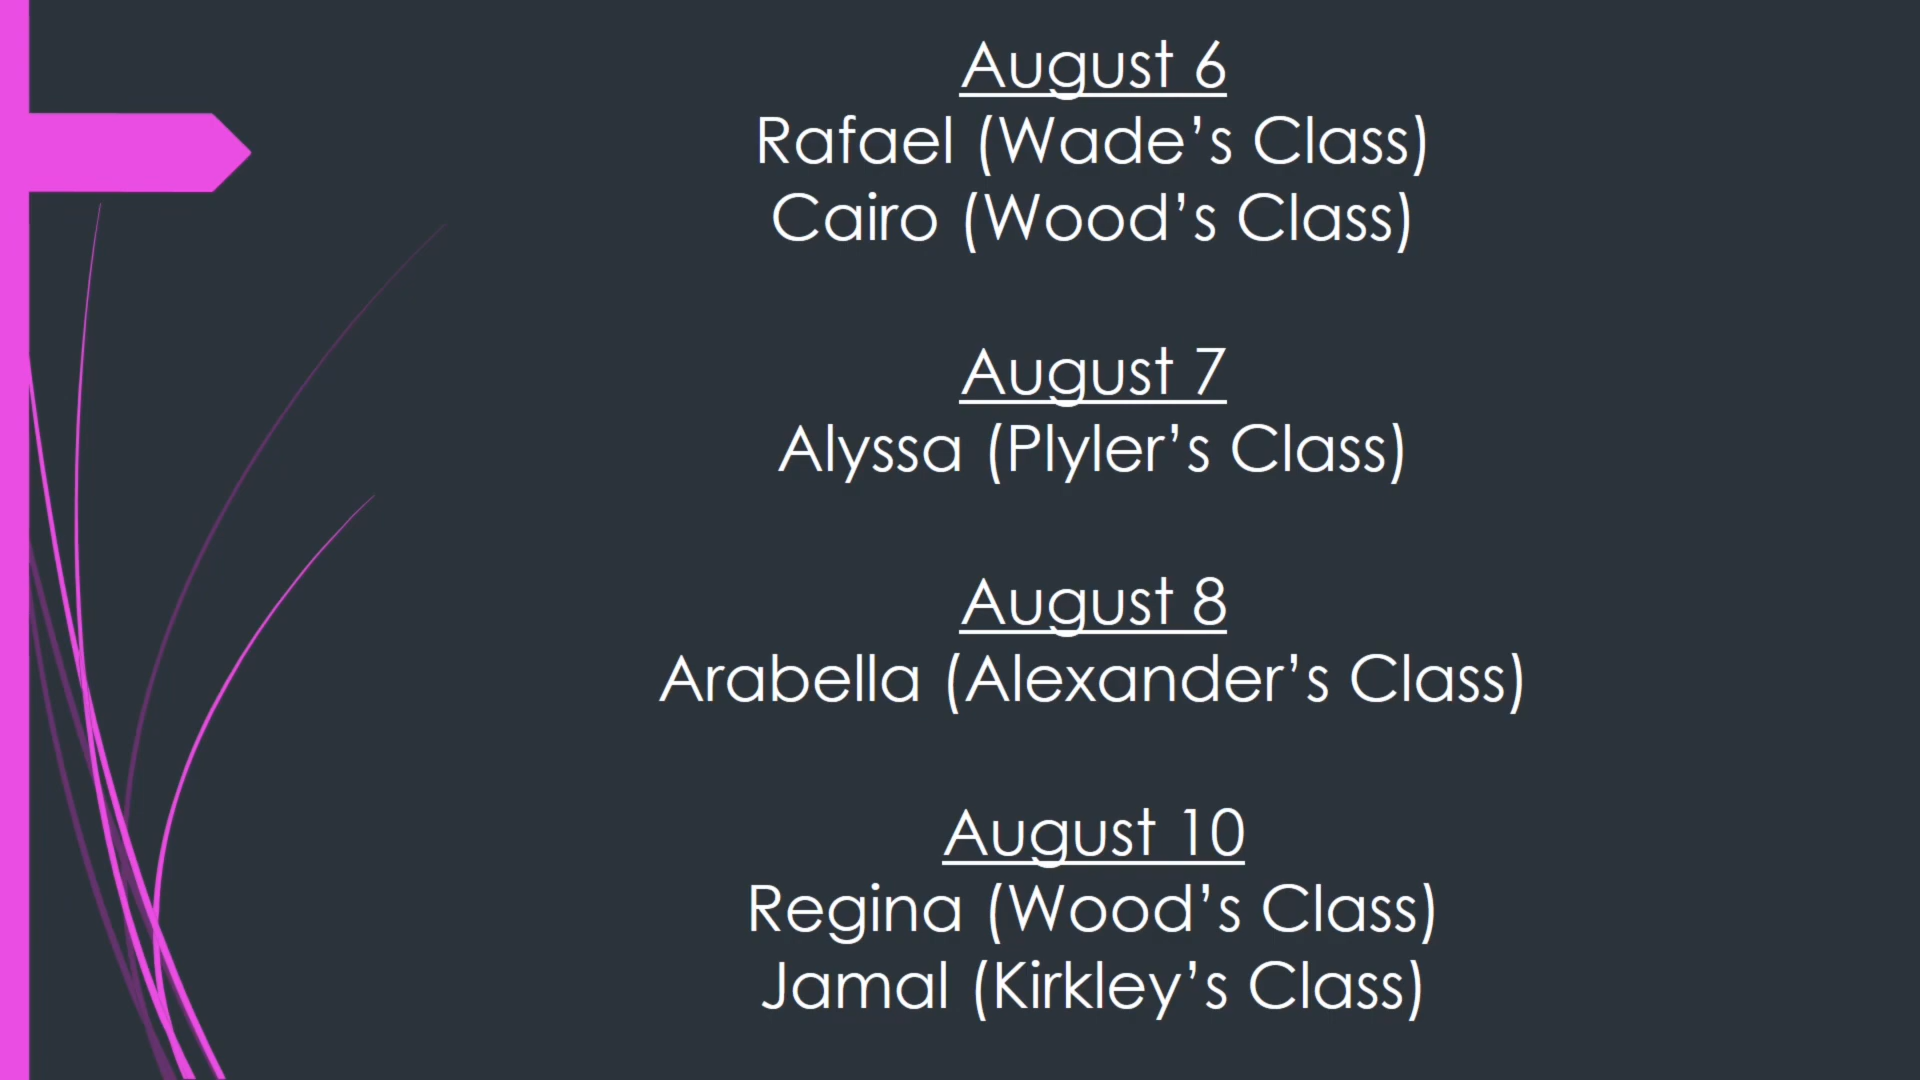 August 6
Rafael (Wade’s Class)
Cairo (Wood’s Class)
August 7
Alyssa (Plyler’s Class)
August 8
Arabella (Alexander’s Class)
August 10
Regina (Wood’s Class)
Jamal (Kirkley’s Class)